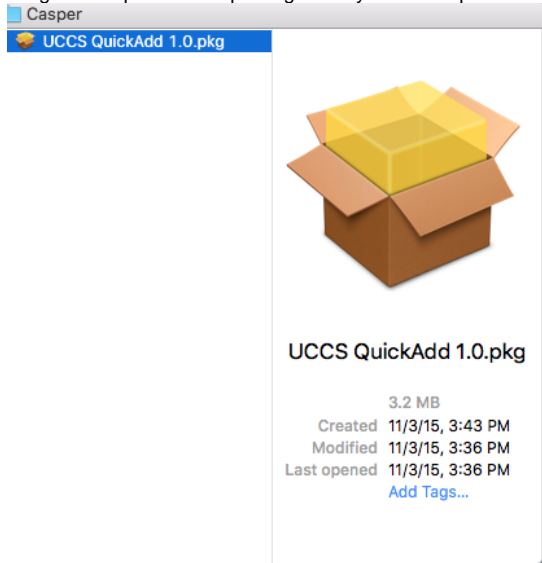 Casper
UCCS QuickAdd 1.0.pkg
UCCS QuickAdd 1.0.pkg
3.2 MB
Created 11/3/15, 3:43 PM
Modified 11/3/15, 3:36 PM
Last opened 11/3/15, 3:36 PM
Add Tags...